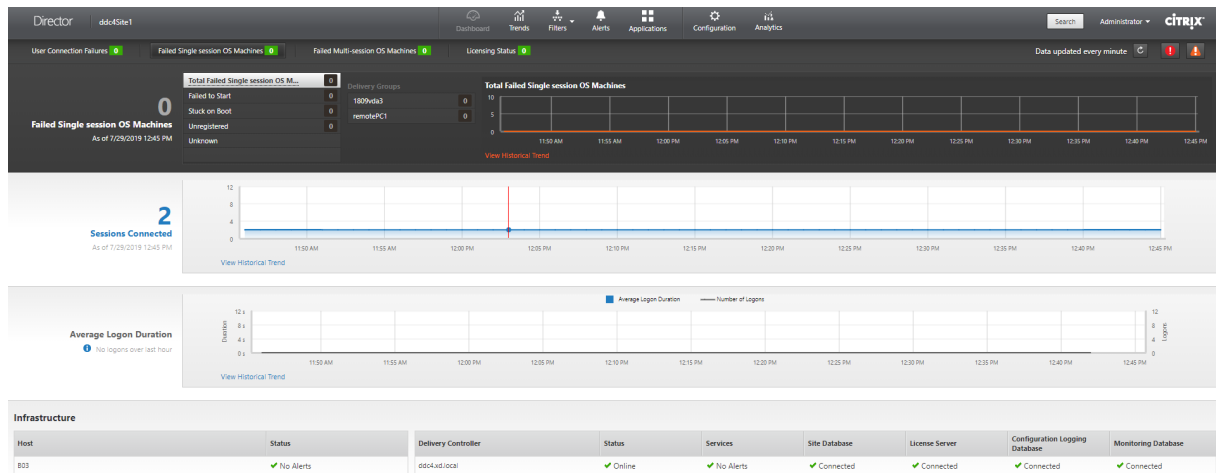 Director ddc4Site1 Dashboard Trends Filters Alerts Applications Configuration Analytics Search Administrator CİTRIX
User Connection Failures 0 Failed Single session OS Machines 0 Failed Multi-session OS Machines 0 Licensing Status 0 Data updated every minute
0
Failed Single session OS Machines
As of 7/29/2019 12:45 PM
Total Failed Single session OS M... 0
Failed to Start 0
Stuck on Boot 0
Unregistered 0
Unknown
Delivery Groups
1809vda3 0
remotePC1 0
Total Failed Single session OS Machines
10
5
0
11:50 AM 11:55 AM 12:00 PM 12:05 PM 12:10 PM 12:15 PM 12:20 PM 12:25 PM 12:30 PM 12:35 PM 12:40 PM 12:45 PM
View Historical Trend
2
Sessions Connected
As of 7/29/2019 12:45 PM
12
8
4
0
11:50 AM 11:55 AM 12:00 PM 12:05 PM 12:10 PM 12:15 PM 12:20 PM 12:25 PM 12:30 PM 12:35 PM 12:40 PM 12:45 PM
View Historical Trend
Average Logon Duration
No logons over last hour
Average Logon Duration Number of Logons
Duration
12 s
8 s
4 s
0 s
12
8
4
0
Logons
11:50 AM 11:55 AM 12:00 PM 12:05 PM 12:10 PM 12:15 PM 12:20 PM 12:25 PM 12:30 PM 12:35 PM 12:40 PM 12:45 PM
View Historical Trend
Infrastructure
Host Status Delivery Controller Status Services Site Database License Server Configuration Logging Database Monitoring Database
B03 No Alerts ddc4.xd.local Online No Alerts Connected Connected Connected Connected